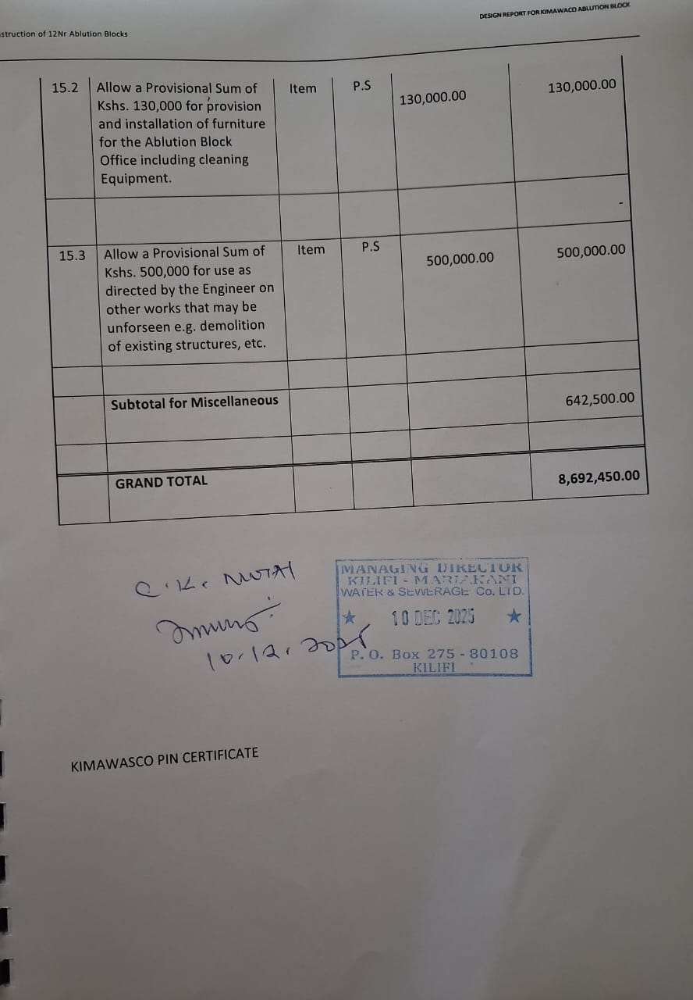 DESIGN REPORT FOR KIMAWACO ABLUTION BLOCK
struction of 12Nr Ablution Blocks
15.2 Allow a Provisional Sum of Item P.S 130,000.00 130,000.00
Kshs. 130,000 for provision
and installation of furniture
for the Ablution Block
Office including cleaning
Equipment.
-
15.3 Allow a Provisional Sum of Item P.S 500,000.00 500,000.00
Kshs. 500,000 for use as
directed by the Engineer on
other works that may be
unforseen e.g. demolition
of existing structures, etc.
Subtotal for Miscellaneous 642,500.00
GRAND TOTAL 8,692,450.00
C.K.
10.12.2025
MANAGING DIRECTOR
KILIFI - MARIAKANI
WATER & SEWERAGE Co. LTD.
10 DEC 2025
P. O. Box 275 - 80108
KILIFI
KIMAWASCO PIN CERTIFICATE